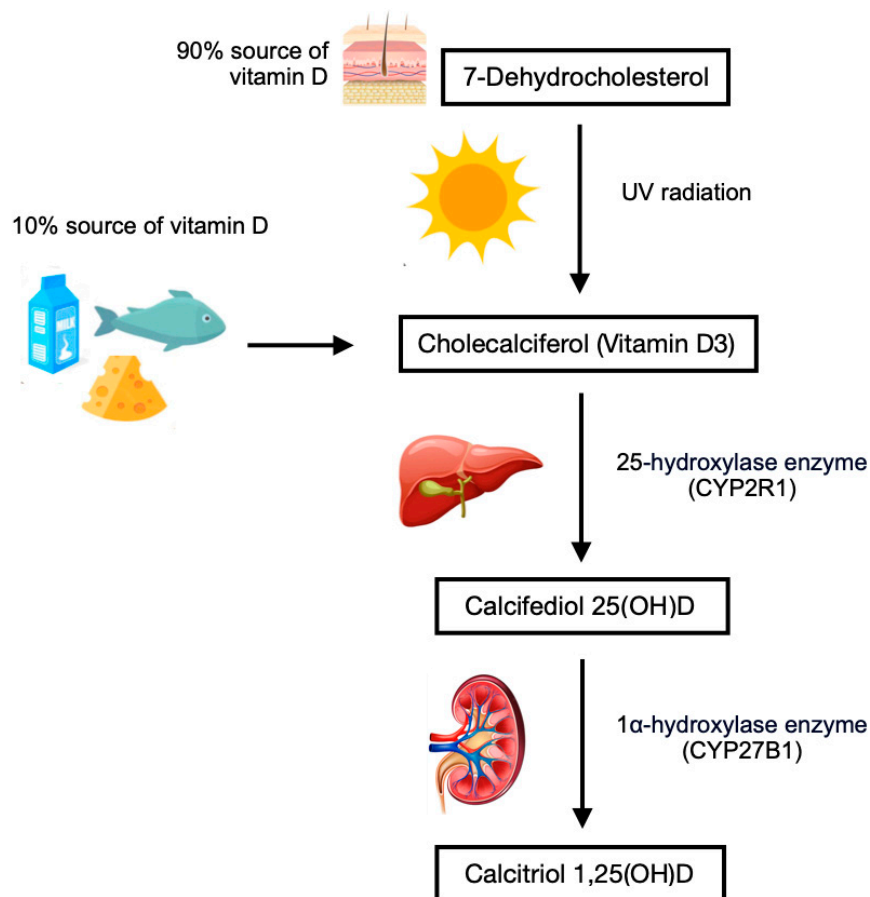 90% source of
vitamin D
7-Dehydrocholesterol
UV radiation
10% source of vitamin D
MILK
Cholecalciferol (Vitamin D3)
25-hydroxylase enzyme
(CYP2R1)
Calcifediol 25(OH)D
1α-hydroxylase enzyme
(CYP27B1)
Calcitriol 1,25(OH)D